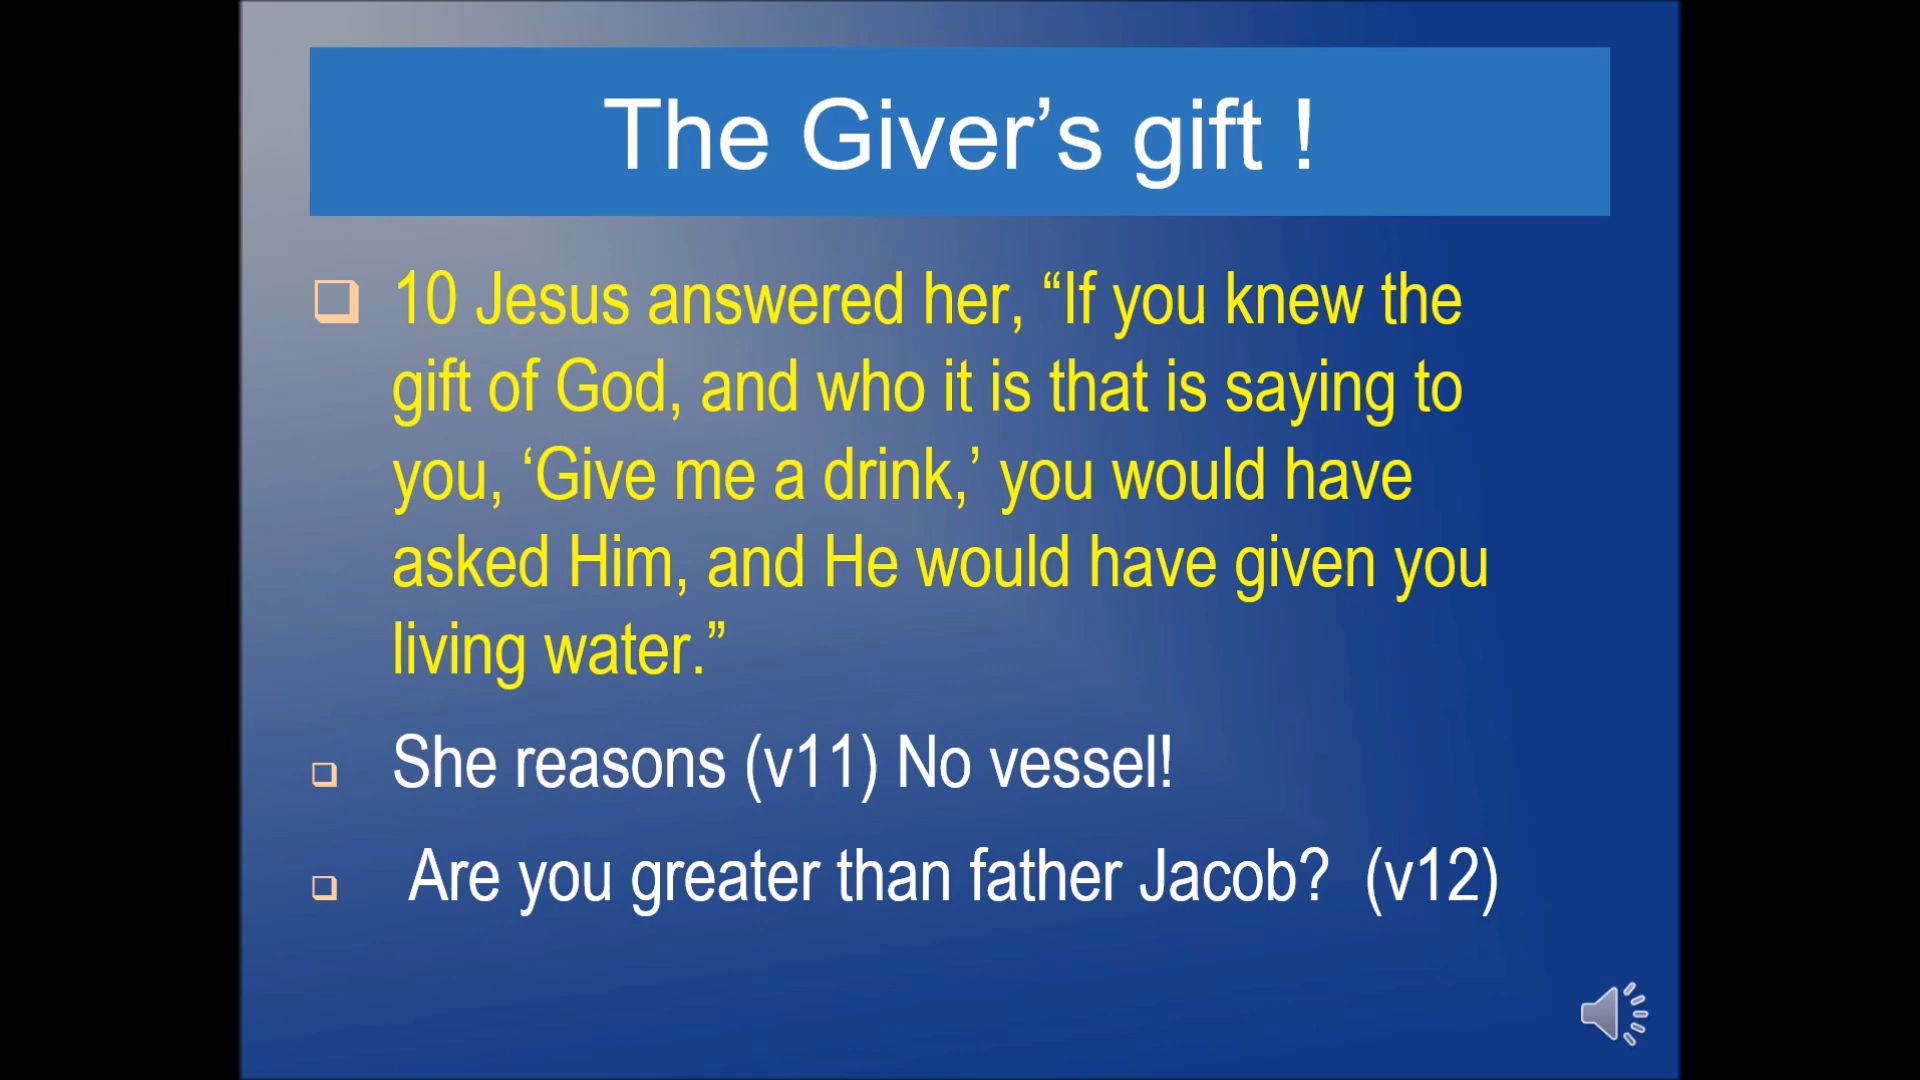 The Giver’s gift !
10 Jesus answered her, “If you knew the
gift of God, and who it is that is saying to
you, ‘Give me a drink,’ you would have
asked Him, and He would have given you
living water.”
She reasons (v11) No vessel!
Are you greater than father Jacob?  (v12)